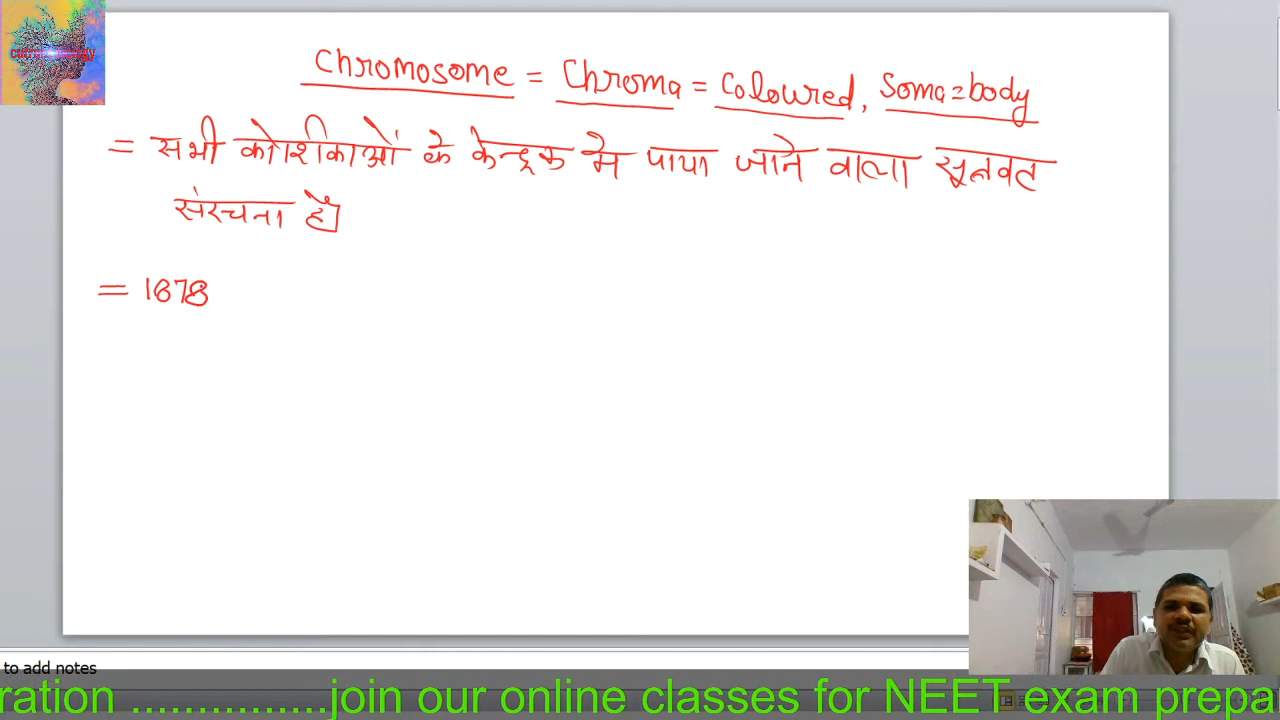 Chromosome = Chroma = Coloured, Soma = body
= सभी कोशिकाओं के केन्द्रक मे पाया जाने वाला सूत्रवत
संरचना है।
= 1878
to add notes
ration ................join our online classes for NEET exam prepa